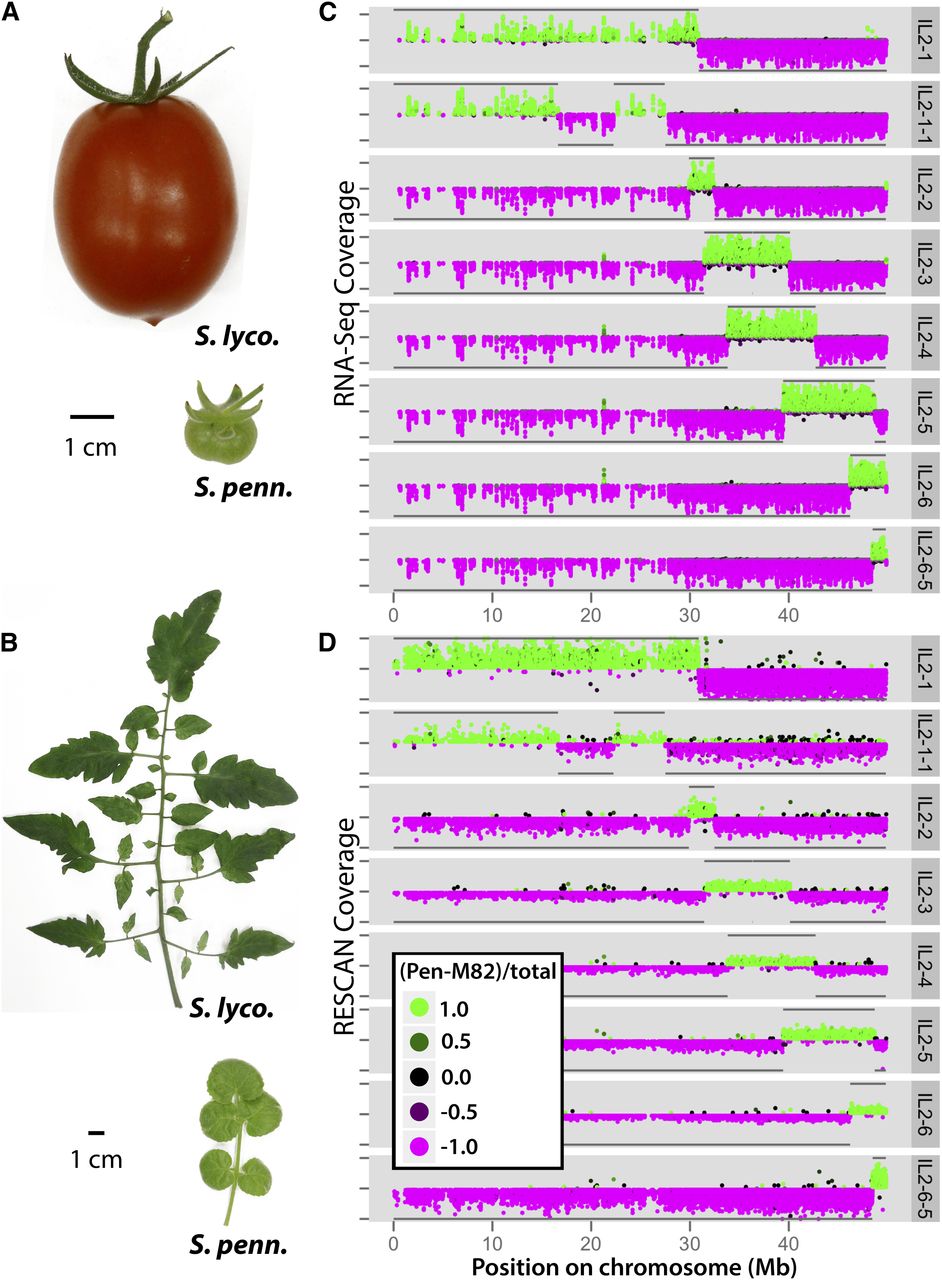 A
S. lyco.
1 cm
S. penn.
B
S. lyco.
1 cm
S. penn.
C
RNA-Seq Coverage
IL2-1
IL2-1-1
IL2-2
IL2-3
IL2-4
IL2-5
IL2-6
IL2-6-5
0 10 20 30 40
D
RESCAN Coverage
IL2-1
IL2-1-1
IL2-2
IL2-3
IL2-4
IL2-5
IL2-6
IL2-6-5
(Pen-M82)/total
1.0
0.5
0.0
-0.5
-1.0
0 10 20 30 40
Position on chromosome (Mb)